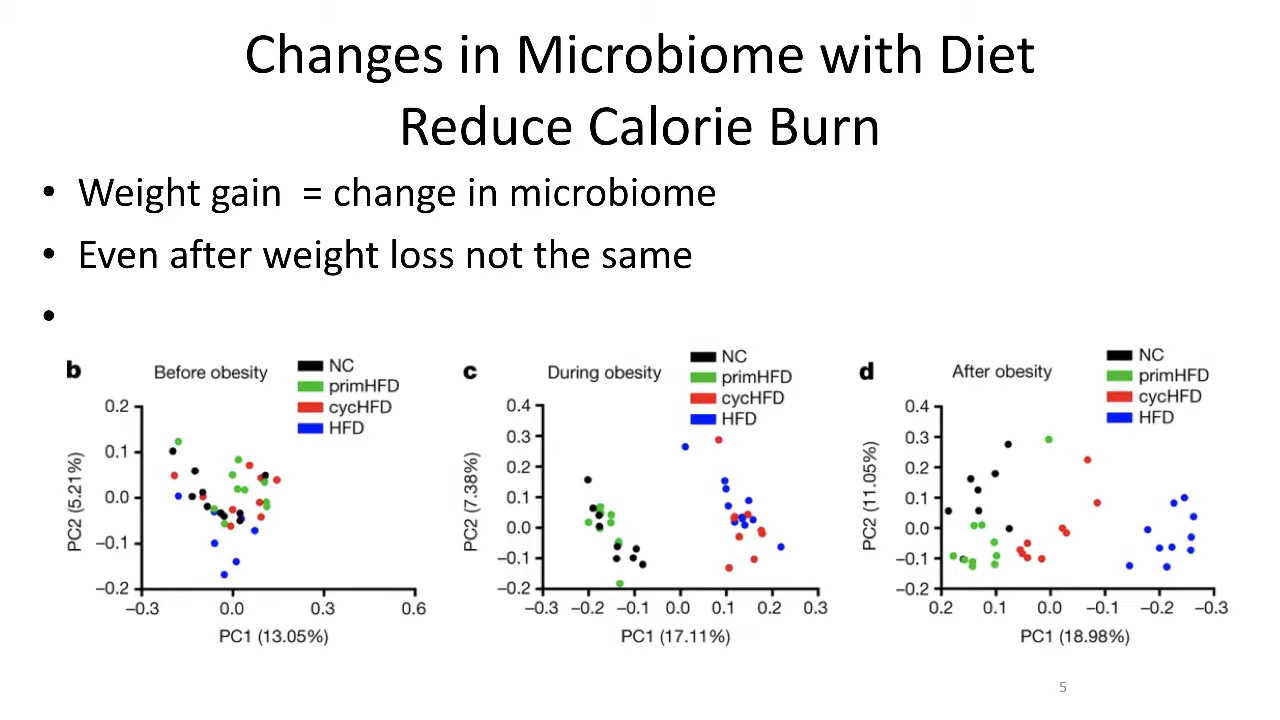 Changes in Microbiome with Diet
Reduce Calorie Burn
• Weight gain = change in microbiome
• Even after weight loss not the same
•
b Before obesity
NC
primHFD
cycHFD
HFD
0.2
0.1
0.0
−0.1
−0.2
PC2 (5.21%)
−0.3 0.0 0.3 0.6
PC1 (13.05%)
c During obesity
NC
primHFD
cycHFD
HFD
0.4
0.3
0.2
0.1
0.0
−0.1
−0.2
PC2 (7.38%)
−0.3 −0.2 −0.1 0.0 0.1 0.2 0.3
PC1 (17.11%)
d After obesity
NC
primHFD
cycHFD
HFD
0.4
0.3
0.2
0.1
0.0
−0.1
−0.2
PC2 (11.05%)
0.2 0.1 0.0 −0.1 −0.2 −0.3
PC1 (18.98%)
5